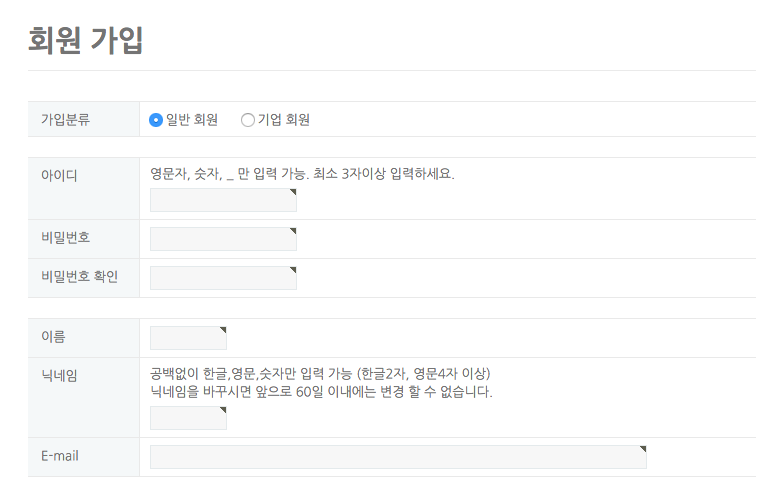 회원 가입
가입분류 일반 회원 기업 회원
아이디 영문자, 숫자, _ 만 입력 가능. 최소 3자이상 입력하세요.
비밀번호
비밀번호 확인
이름
닉네임 공백없이 한글,영문,숫자만 입력 가능 (한글2자, 영문4자 이상)
닉네임을 바꾸시면 앞으로 60일 이내에는 변경 할 수 없습니다.
E-mail